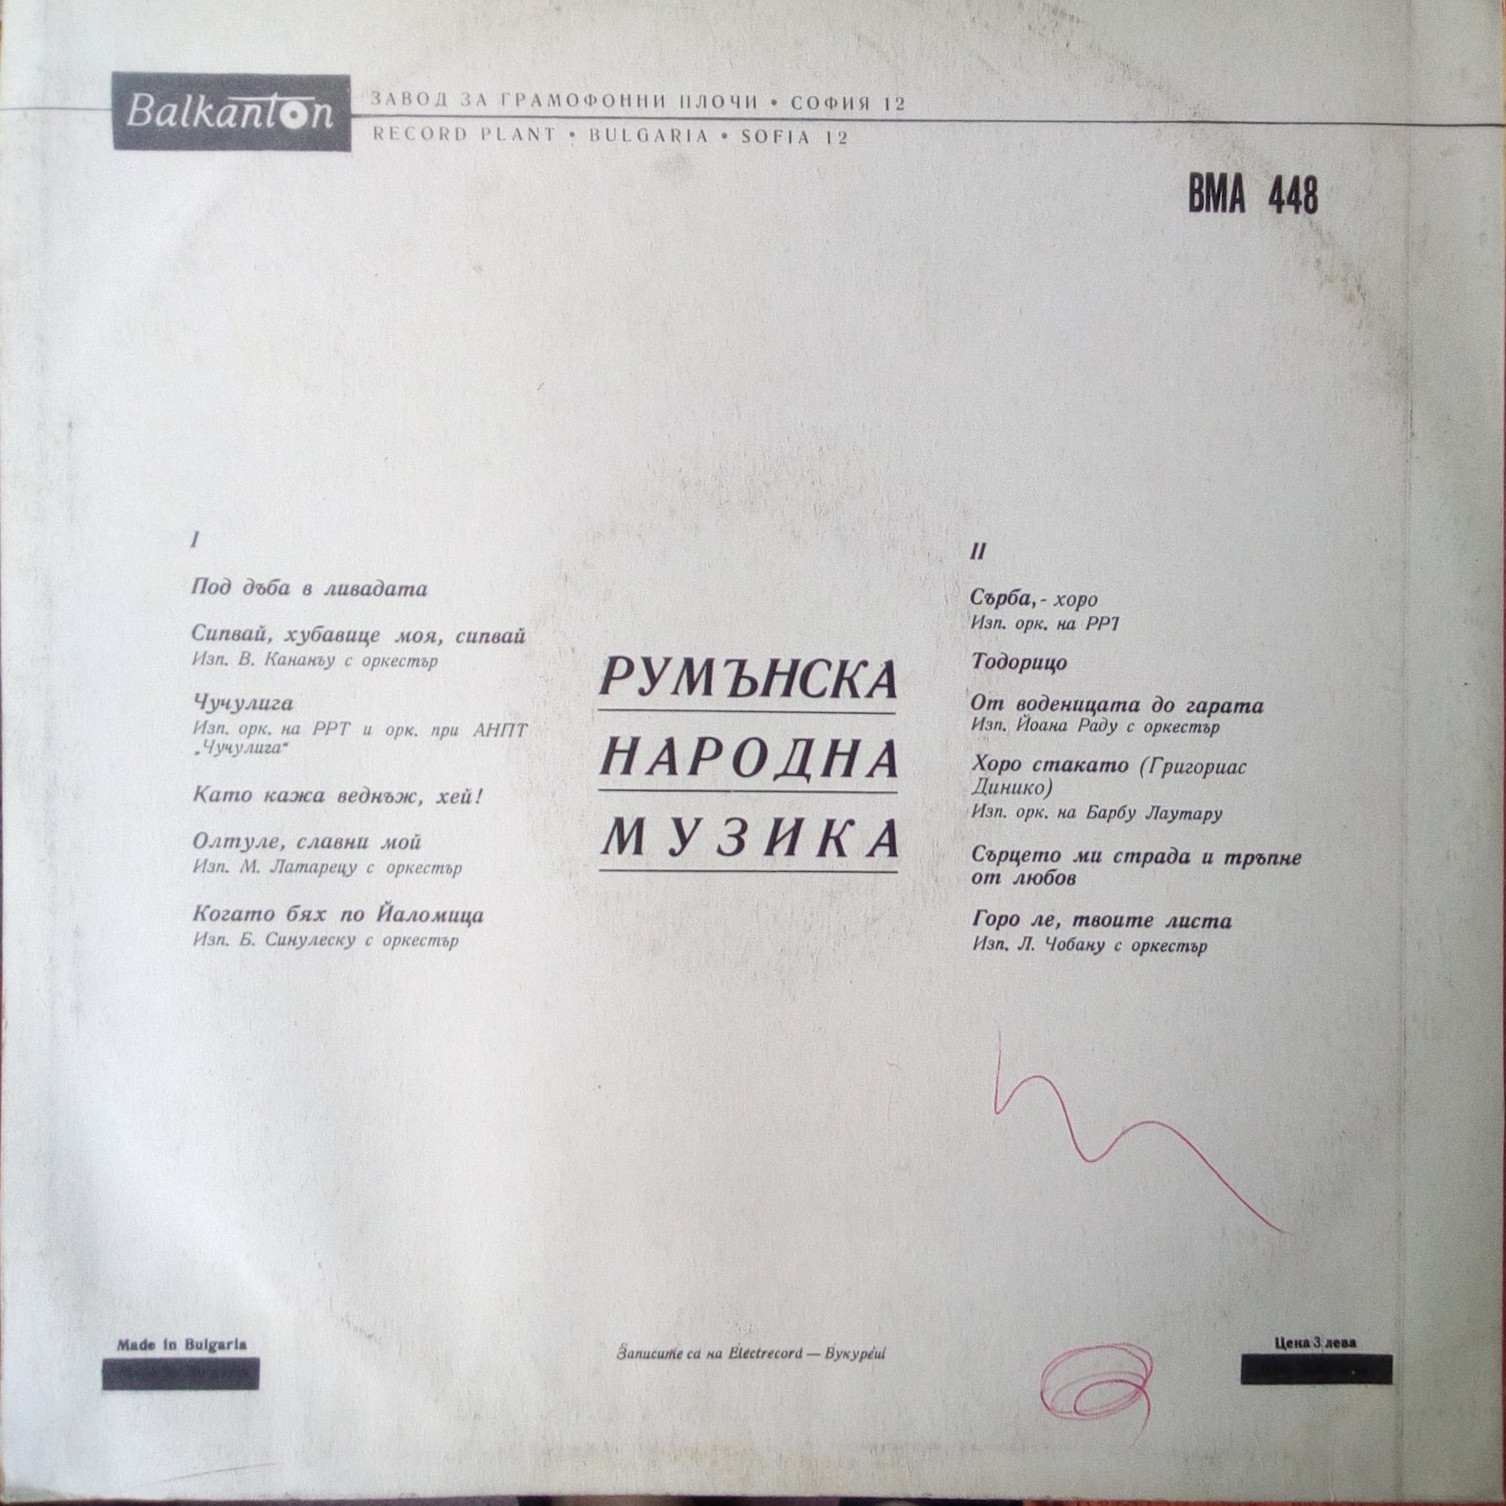 Balkanton
ЗАВОД ЗА ГРАМОФОННИ ПЛОЧИ • СОФИЯ 12
RECORD PLANT • BULGARIA • SOFIA 12
ВМА 448
I
Под дъба в ливадата
Сипвай, хубавице моя, сипвай
Изп. В. Кананъу с оркестър
Чучулига
Изп. орк. на РРТ и орк. при АНПТ
„Чучулига“
Като кажа веднъж, хей!
Олтуле, славни мой
Изп. М. Латарецу с оркестър
Когато бях по Йаломица
Изп. Б. Синулеску с оркестър
РУМЪНСКА
НАРОДНА
МУЗИКА
II
Сърба,- хоро
Изп. орк. на РРТ
Тодорицо
От воденицата до гарата
Изп. Йоана Раду с оркестър
Хоро стакато (Григориас
Динико)
Изп. орк. на Барбу Лаутару
Сърцето ми страда и тръпне
от любов
Горо ле, твоите листа
Изп. Л. Чобану с оркестър
Made in Bulgaria
Записите са на Electrecord — Букурещ
Цена 3 лева